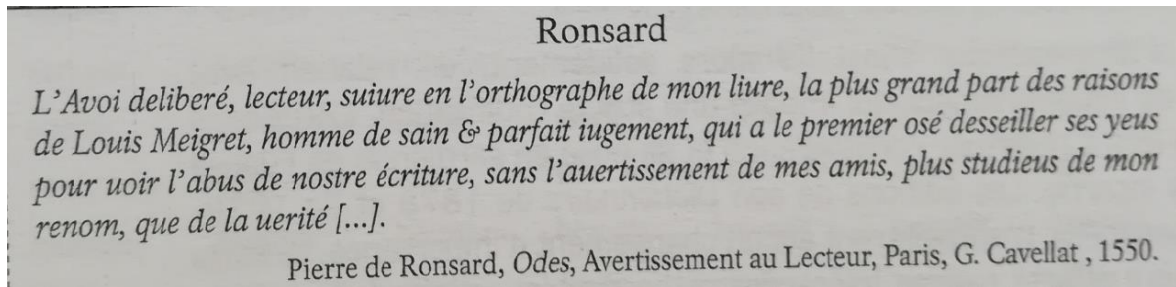 Ronsard
L'Avoi deliberé, lecteur, suiure en l'orthographe de mon liure, la plus grand part des raisons
de Louis Meigret, homme de sain & parfait iugement, qui a le premier osé desseiller ses yeus
pour uoir l'abus de nostre écriture, sans l'auertissement de mes amis, plus studieus de mon
renom, que de la uerité [...].
Pierre de Ronsard, Odes, Avertissement au Lecteur, Paris, G. Cavellat , 1550.